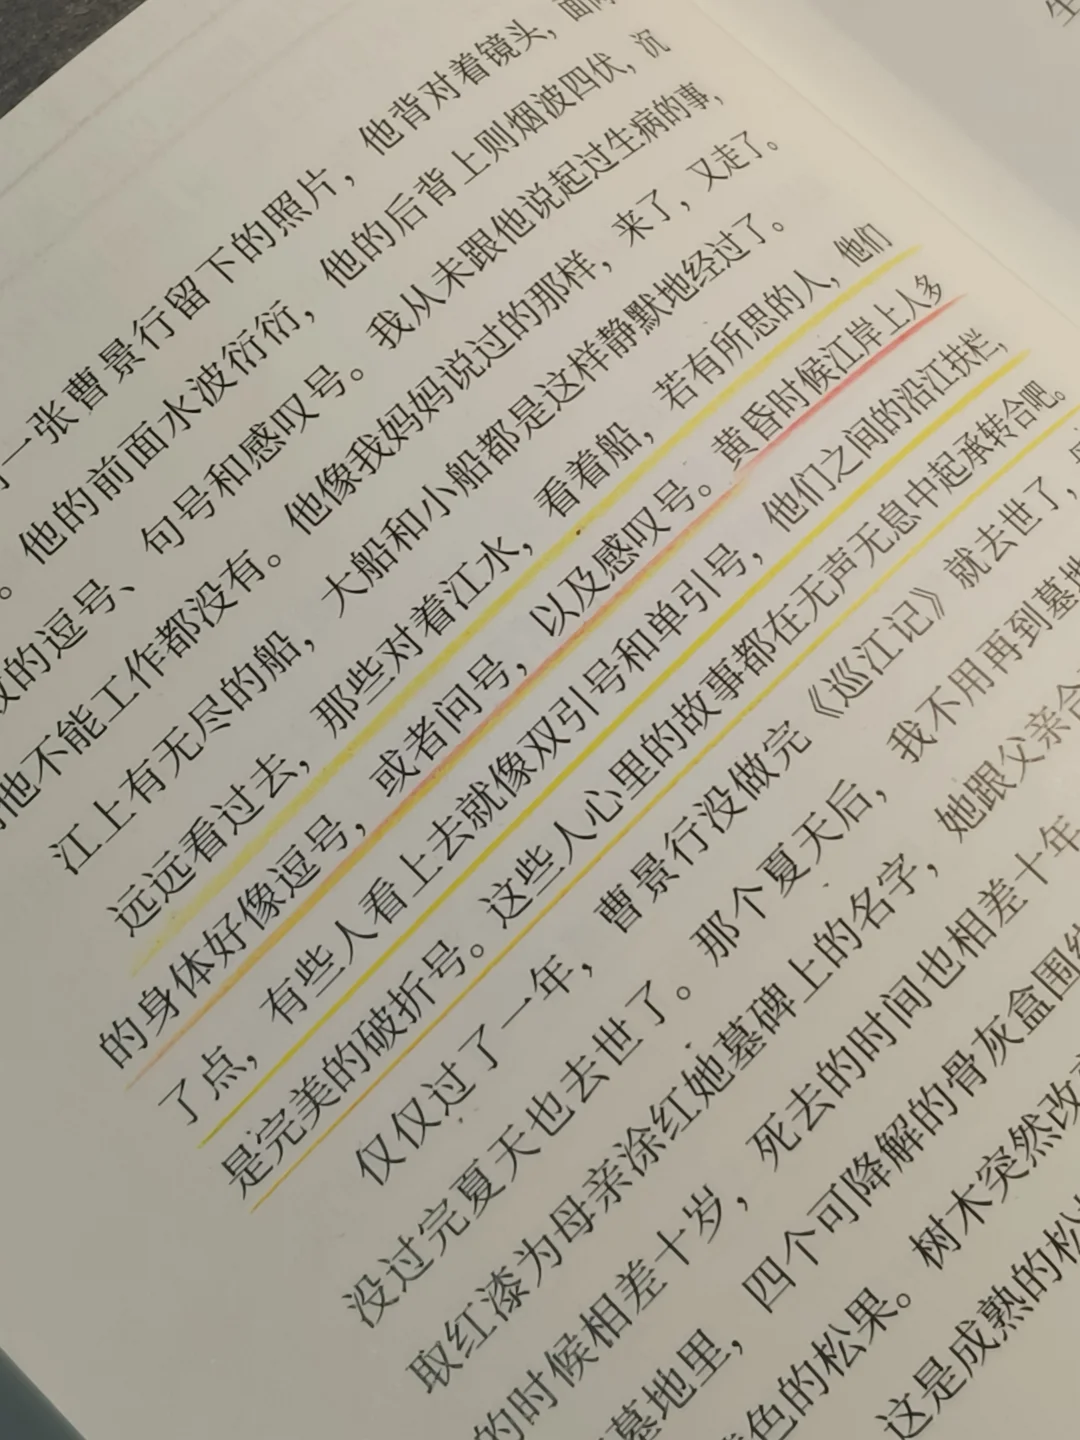 一张曹景行留下的照片，他背对着镜头，面
他的前面水波衍衍，他的后背上则烟波四伏，沉
的逗号、句号和感叹号。我从未跟他说起过生病的事，
他不能工作都没有。他像我妈妈说过的那样，来了，又走了。
江上有无尽的船，大船和小船都是这样静默地经过了。
远远看过去，那些对着江水，看着船，若有所思的人，他们
的身体好像逗号，或者问号，以及感叹号。黄昏时候江岸上人多
了点，有些人看上去就像双引号和单引号，他们之间的沿江扶栏，
是完美的破折号。这些人心里的故事都在无声无息中起承转合吧。
仅仅过了一年，曹景行没做完《巡江记》就去世了，
没过完夏天也去世了。那个夏天后，我不用再到墓地
取红漆为母亲涂红她墓碑上的名字，她跟父亲合
的时候相差十岁，死去的时间也相差十年
墓地里，四个可降解的骨灰盒围绕
色的松果。树木突然改
这是成熟的松
生